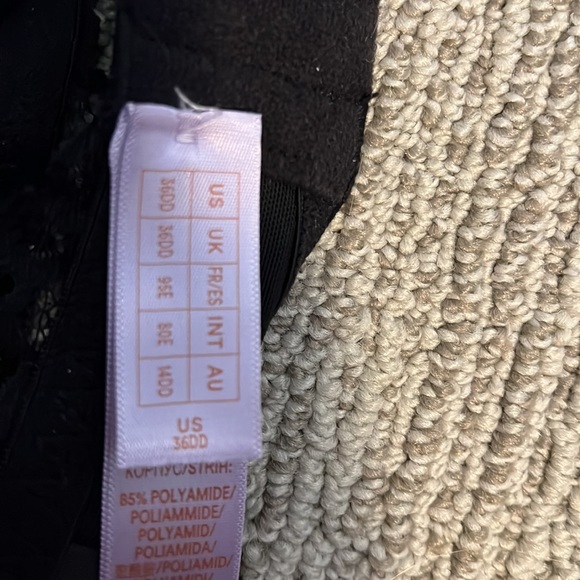 US UK FR/ES INT AU
36DD 36DD 95E 80E 14DD
US
36DD
КОРПУС/STRIH:
85% POLYAMIDE/
POLIAMMIDE/
POLYAMID/
POLIAMIDA/